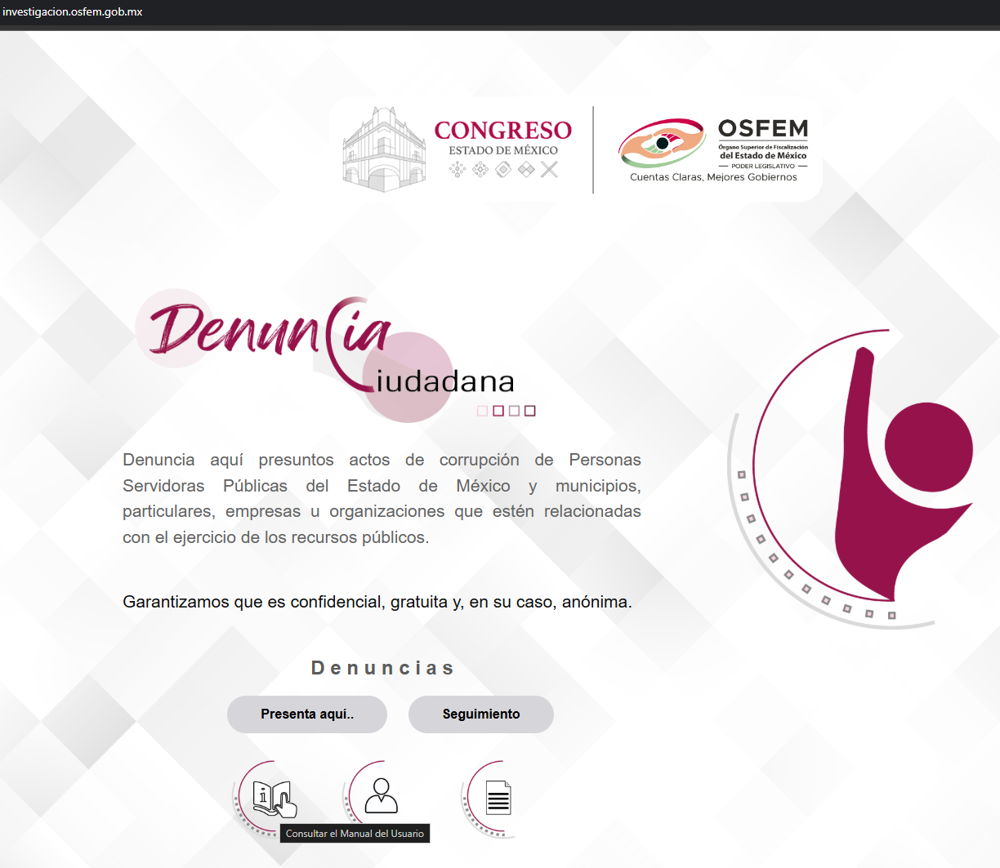 investigacion.osfem.gob.mx
CONGRESO
ESTADO DE MÉXICO
OSFEM
Órgano Superior de Fiscalización
del Estado de México
PODER LEGISLATIVO
Cuentas Claras, Mejores Gobiernos
Denuncia
Ciudadana
Denuncia aquí presuntos actos de corrupción de Personas
Servidoras Públicas del Estado de México y municipios,
particulares, empresas u organizaciones que estén relacionadas
con el ejercicio de los recursos públicos.
Garantizamos que es confidencial, gratuita y, en su caso, anónima.
Denuncias
Presenta aquí..
Seguimiento
i
Consultar el Manual del Usuario